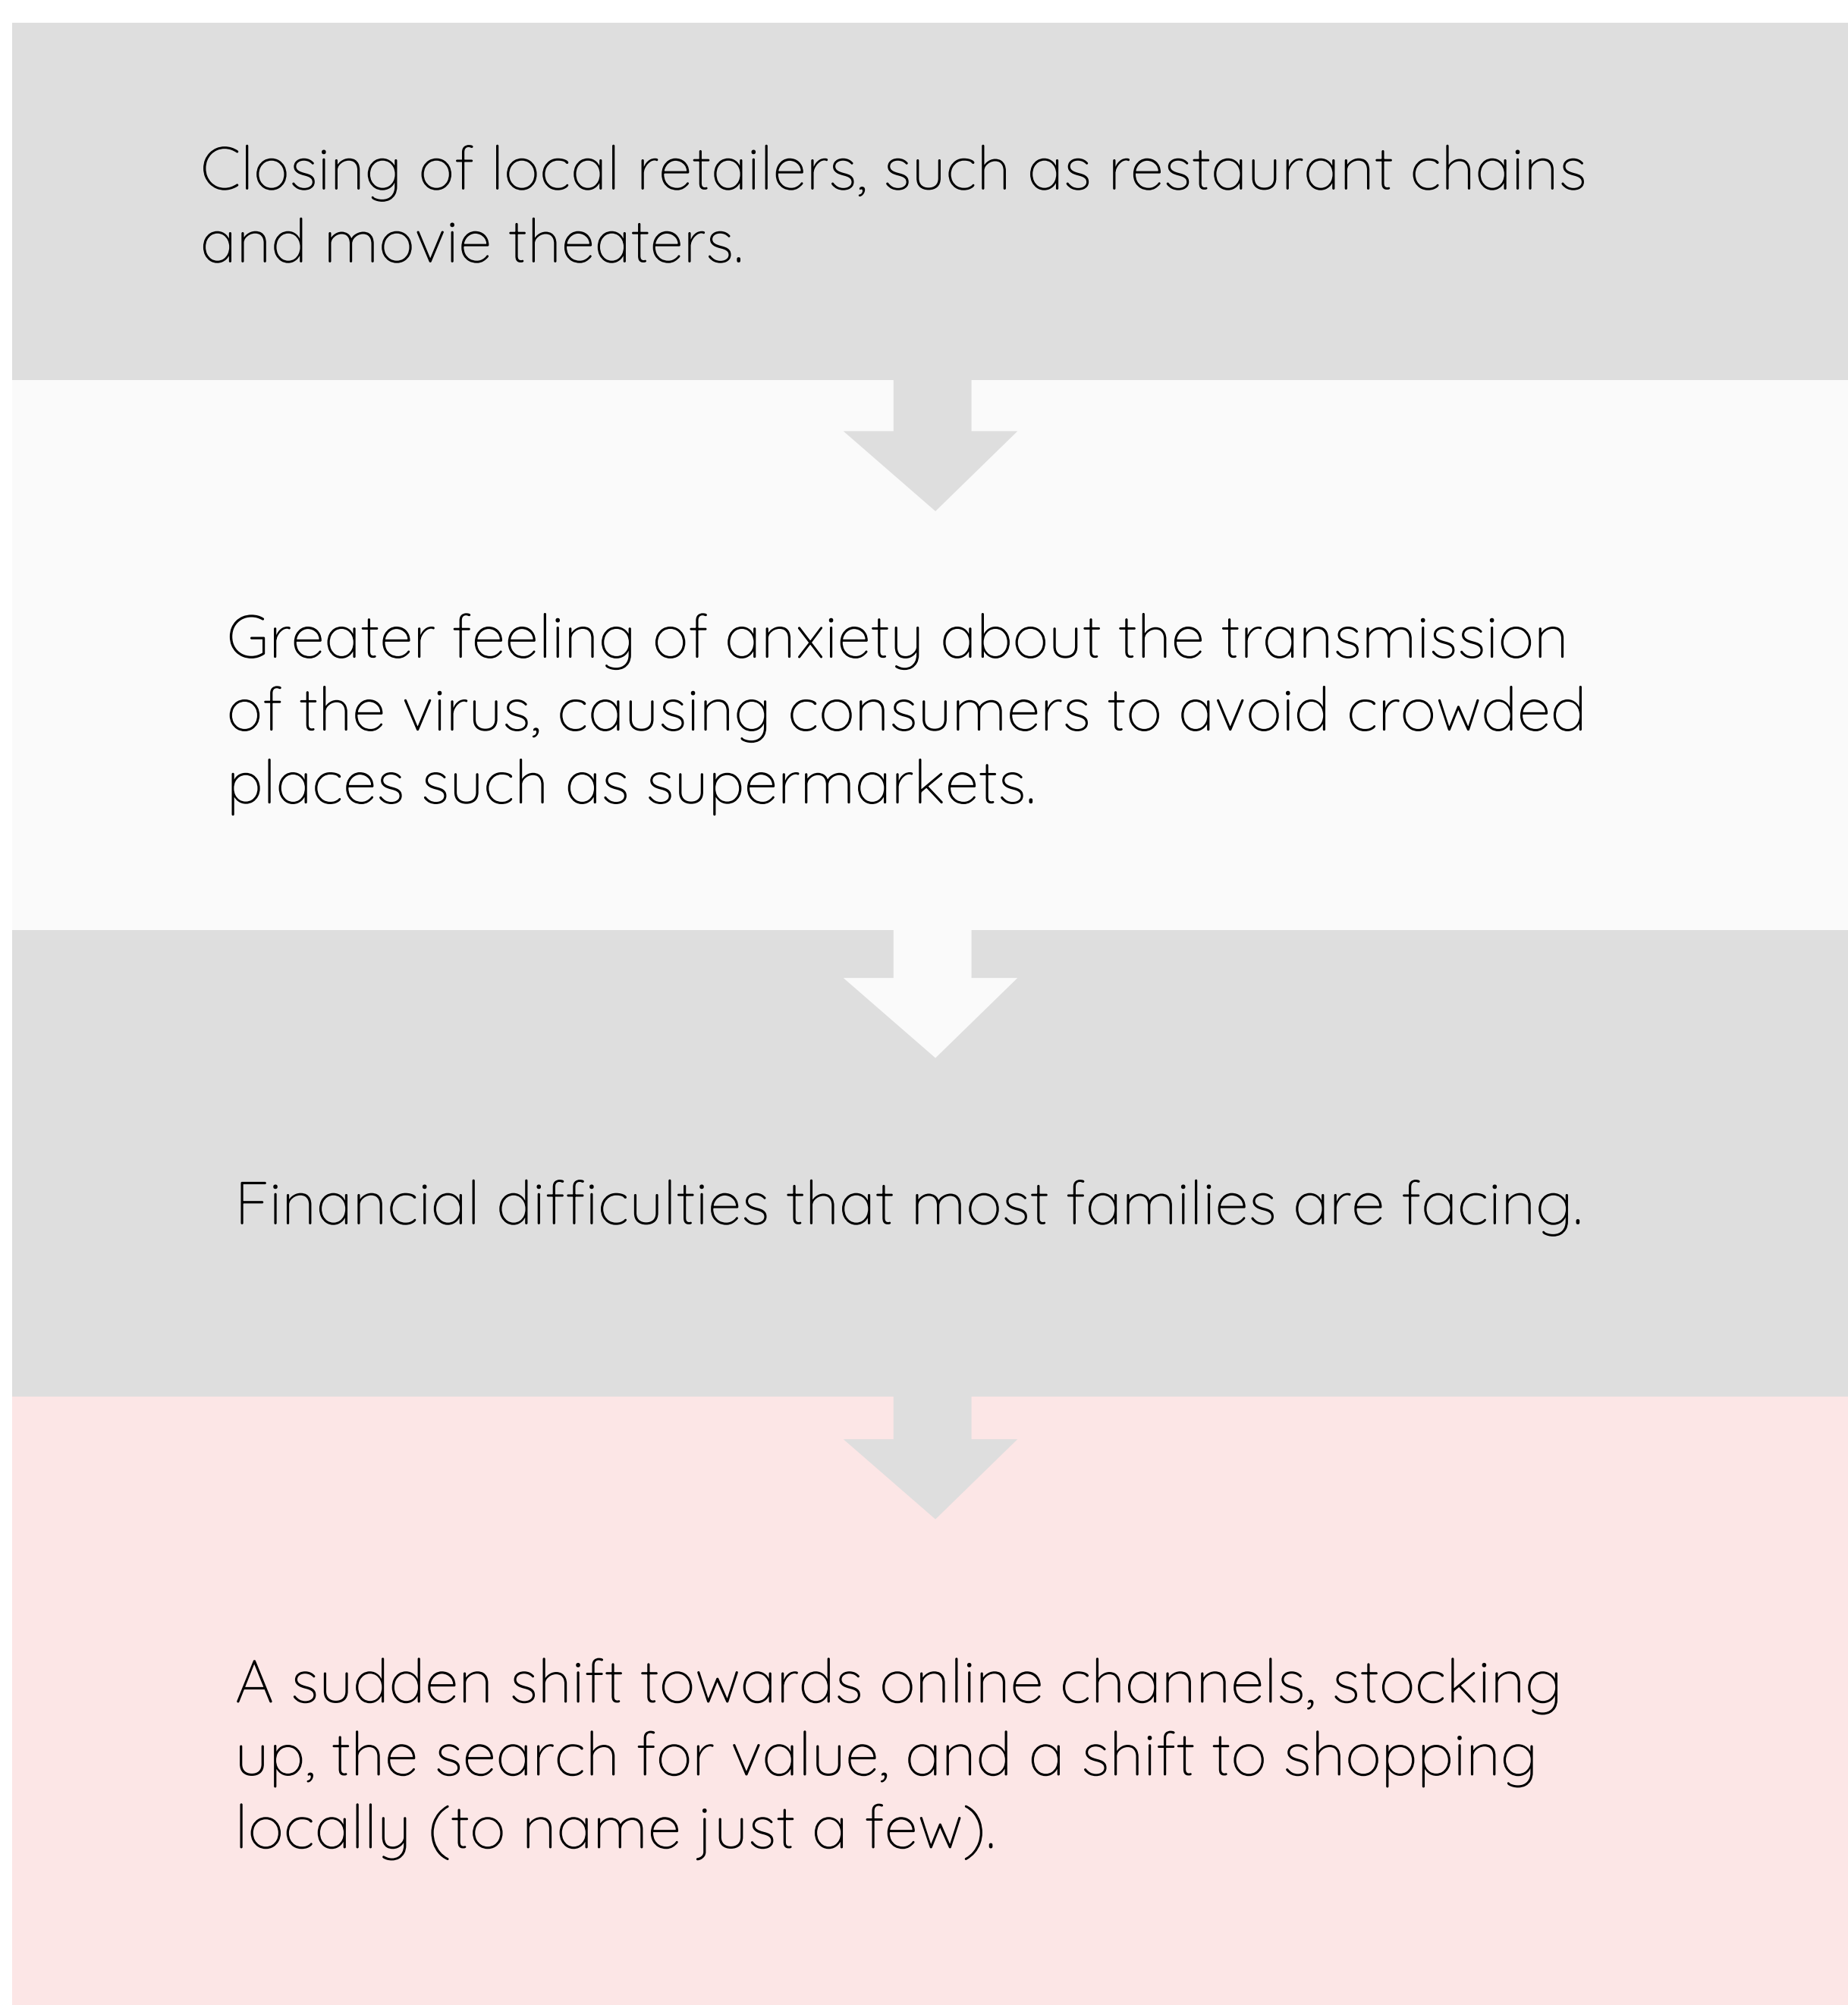 Closing of local retailers, such as restaurant chains
and movie theaters.
Greater feeling of anxiety about the transmission
of the virus, causing consumers to avoid crowded
places such as supermarkets.
Financial difficulties that most families are facing.
A sudden shift towards online channels, stocking
up, the search for value, and a shift to shopping
locally (to name just a few).